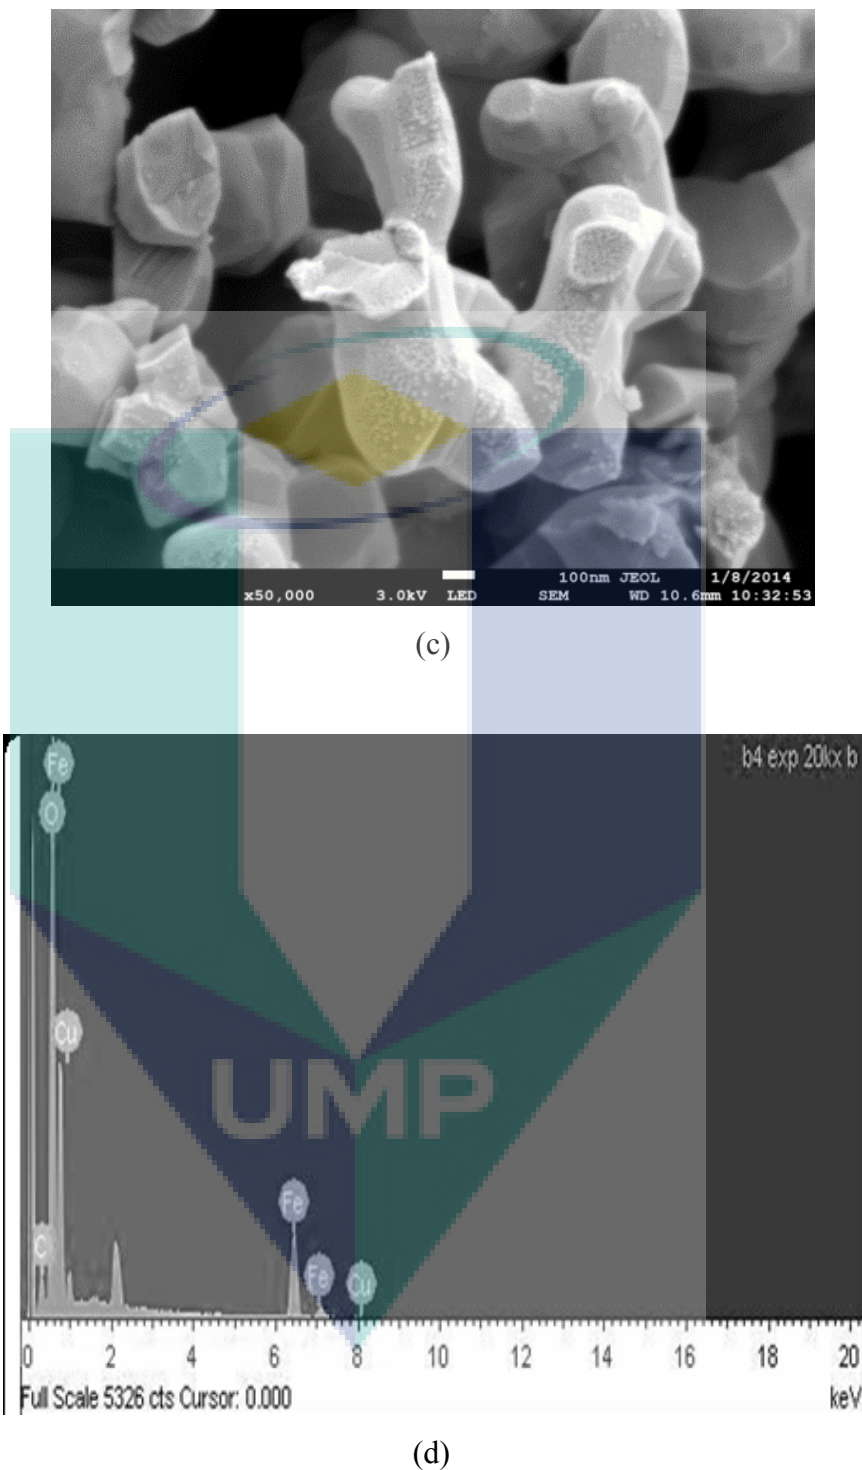 100nm JEOL 1/8/2014
x50,000 3.0kV LED SEM WD 10.6mm 10:32:53
(c)
b4 exp 20kx b
Fe
O
Cu
UMP
Fe
C
Fe
Cu
0 2 4 6 8 10 12 14 16 18 20
Full Scale 5326 cts Cursor: 0.000 keV
(d)